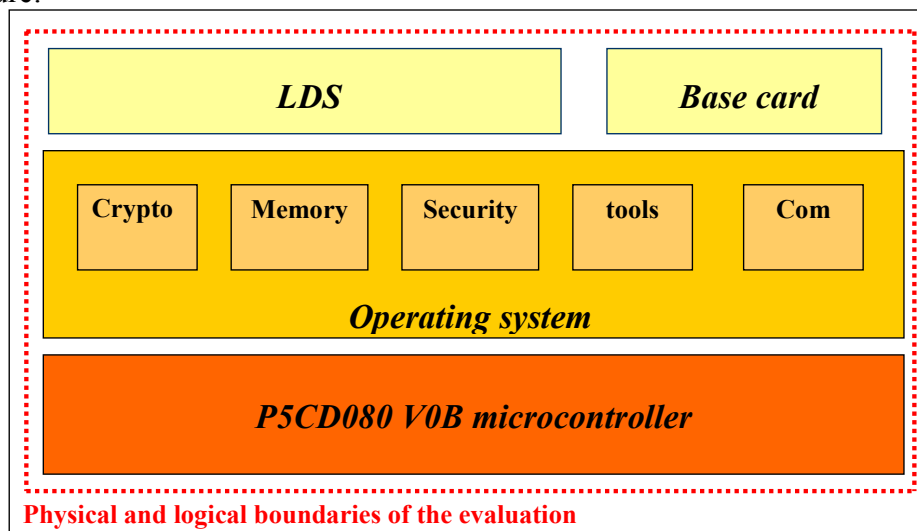 LDS Base card
Crypto Memory Security tools Com
Operating system
P5CD080 V0B microcontroller
Physical and logical boundaries of the evaluation